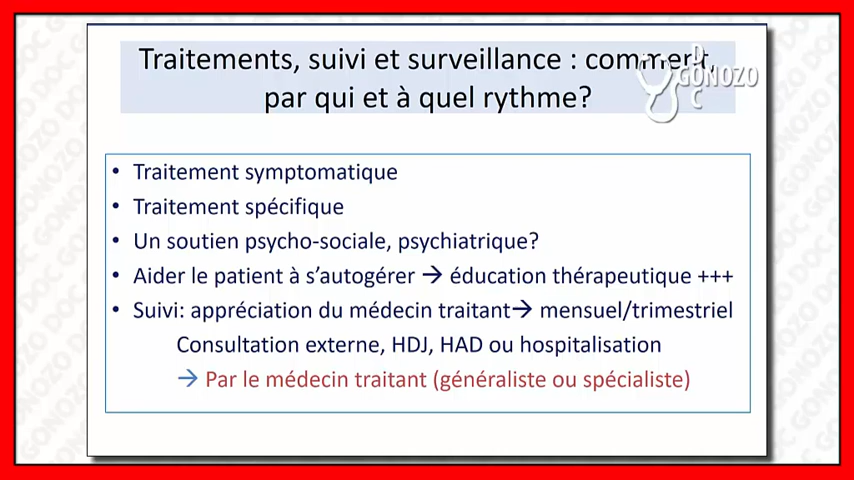 Traitements, suivi et surveillance : comment,
par qui et à quel rythme?
DOC
GONOZO
• Traitement symptomatique
• Traitement spécifique
• Un soutien psycho-sociale, psychiatrique?
• Aider le patient à s’autogérer → éducation thérapeutique +++
• Suivi: appréciation du médecin traitant→ mensuel/trimestriel
Consultation externe, HDJ, HAD ou hospitalisation
→ Par le médecin traitant (généraliste ou spécialiste)